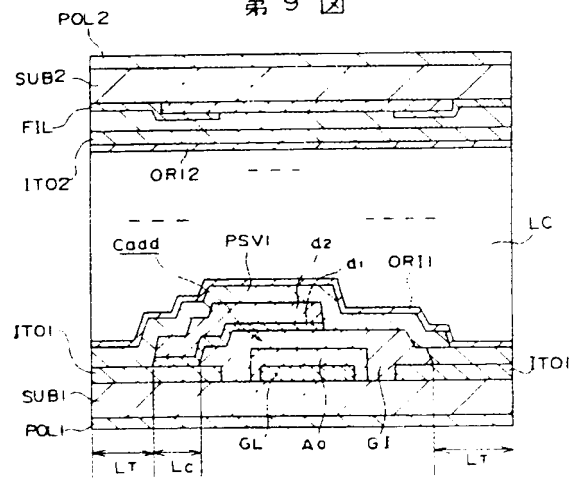 第9図
POL2
SUB2
FIL
ITO2
ORI2
LC
Cadd
PSV1
d2
d1
ORI1
ITO1
ITO1
SUB1
POL1
GL
AO
GI
LT
LC
LT